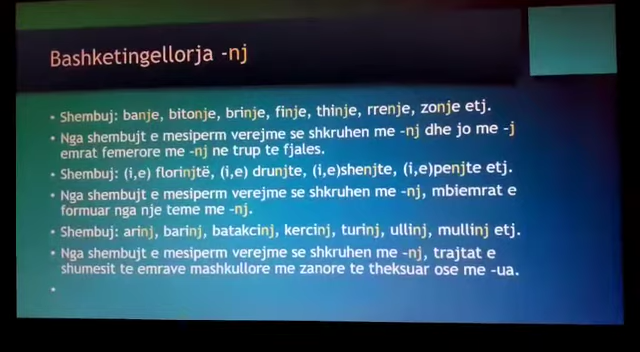 Bashketingellorja -nj
• Shembuj: banje, bitonje, brinje, finje, thinje, rrenje, zonje etj.
• Nga shembujt e mesiperm verejme se shkruhen me -nj dhe jo me -j
emrat femerore me -nj ne trup te fjales.
• Shembuj: (i,e) florinjtë, (i,e) drunjte, (i,e)shenjte, (i,e)penjte etj.
• Nga shembujt e mesiperm verejme se shkruhen me -nj, mbiemrat e
formuar nga nje teme me -nj.
• Shembuj: arinj, barinj, batakcinj, kercinj, turinj, ullinj, mullinj etj.
• Nga shembujt e mesiperm verejme se shkruhen me -nj, trajtat e
shumesit te emrave mashkullore me zanore te theksuar ose me -ua.